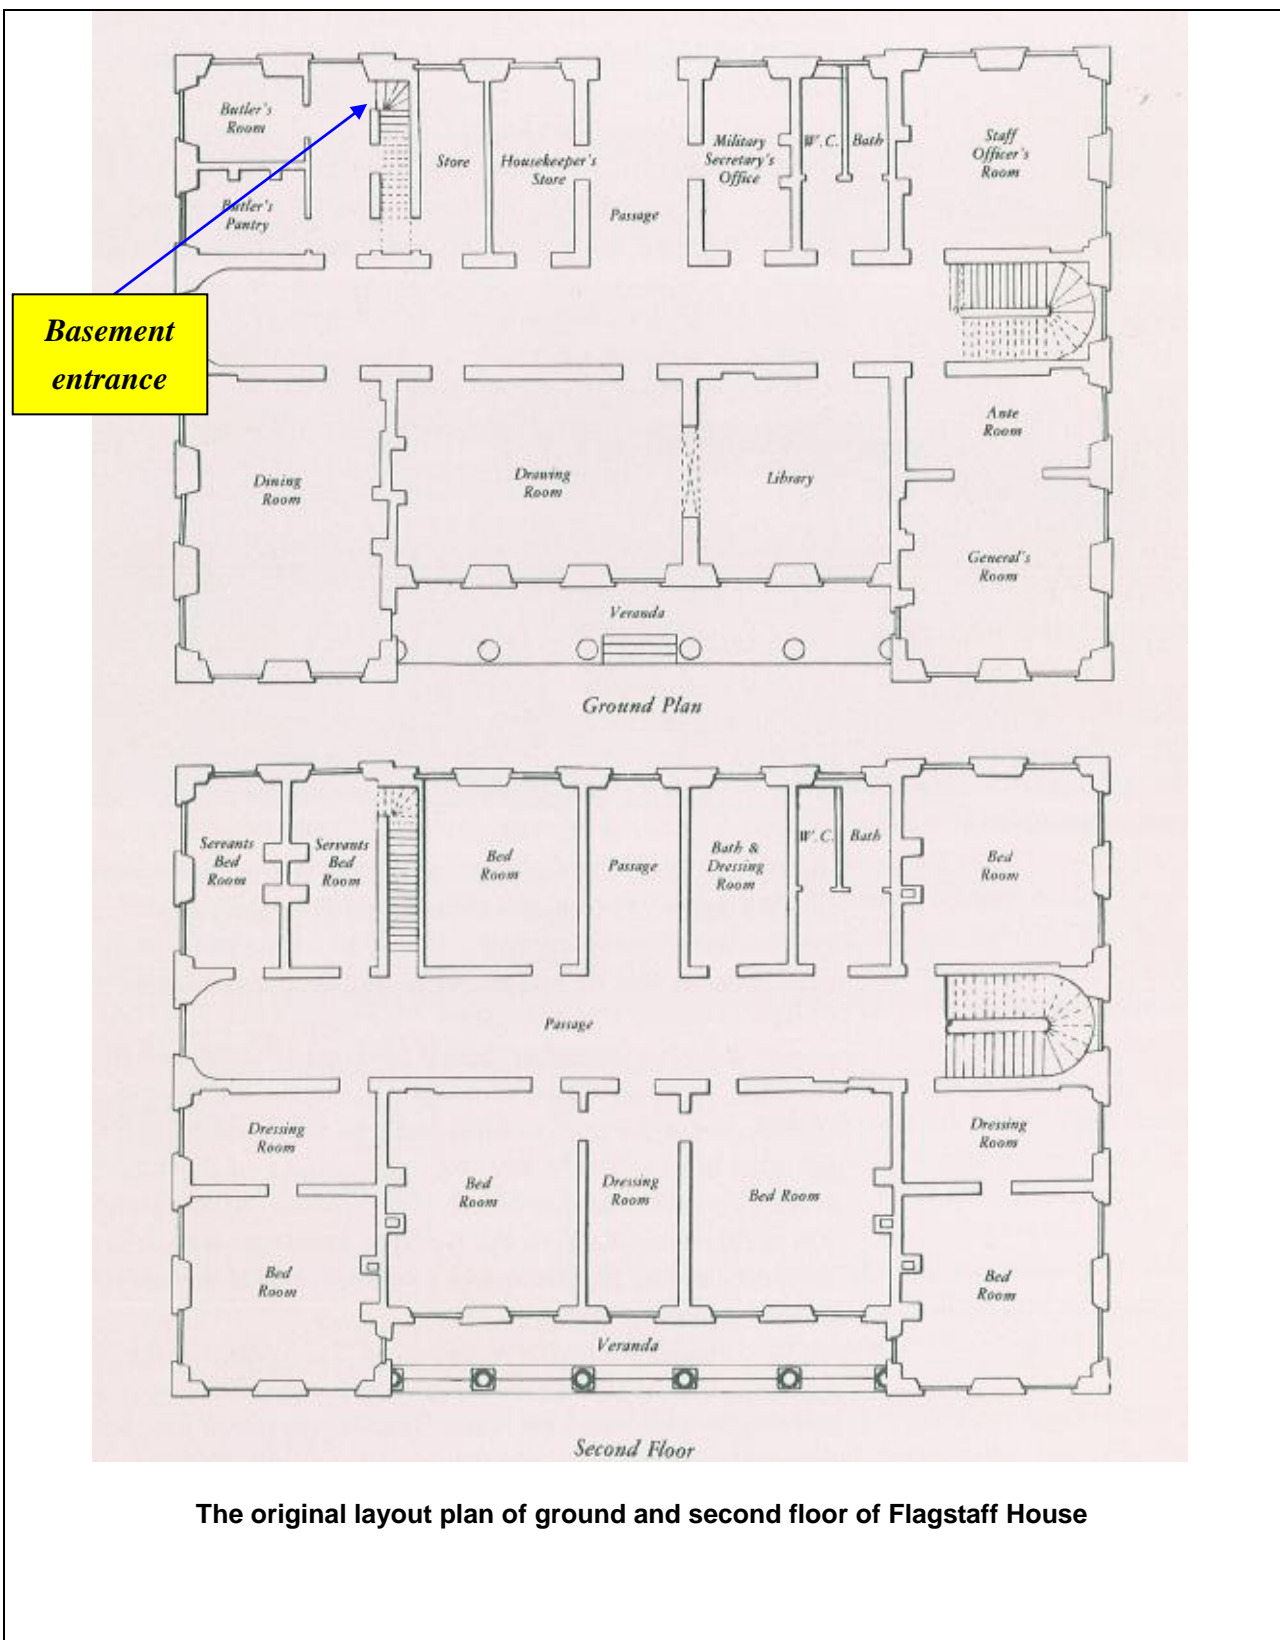 Butler's
Room
Store
Housekeeper's
Store
Military
Secretary's
Office
W.C.
Bath
Staff
Officer's
Room
Butler's
Pantry
Passage
Basement
entrance
Ante
Room
Dining
Room
Drawing
Room
Library
General's
Room
Veranda
Ground Plan
Servants
Bed
Room
Servants
Bed
Room
Bed
Room
Passage
Bath &
Dressing
Room
W.C.
Bath
Bed
Room
Passage
Dressing
Room
Dressing
Room
Bed
Room
Dressing
Room
Bed Room
Bed
Room
Bed
Room
Veranda
Second Floor
The original layout plan of ground and second floor of Flagstaff House